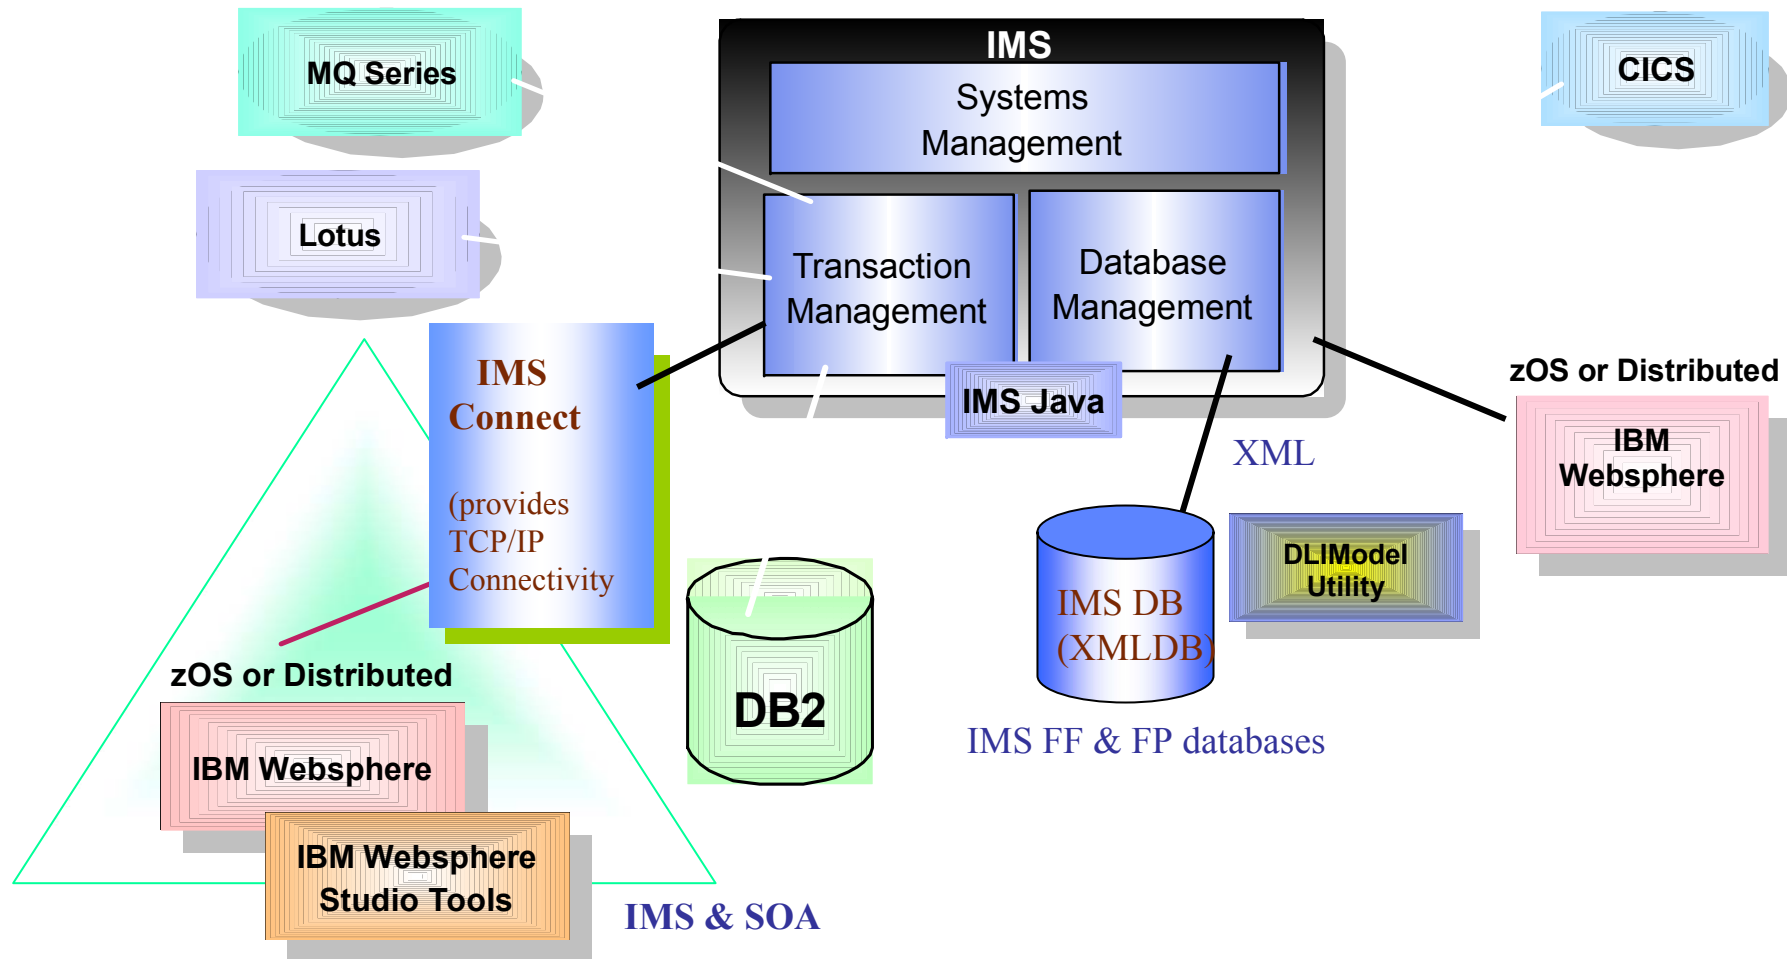 MQ Series
IMS
CICS
Systems
Management
Lotus
Transaction
Management
Database
Management
IMS Java
IMS
Connect
(provides
TCP/IP
Connectivity
zOS or Distributed
IBM
Websphere
XML
DLIModel
Utility
IMS DB
(XMLDB)
IMS FF & FP databases
DB2
zOS or Distributed
IBM Websphere
IBM Websphere
Studio Tools
IMS & SOA